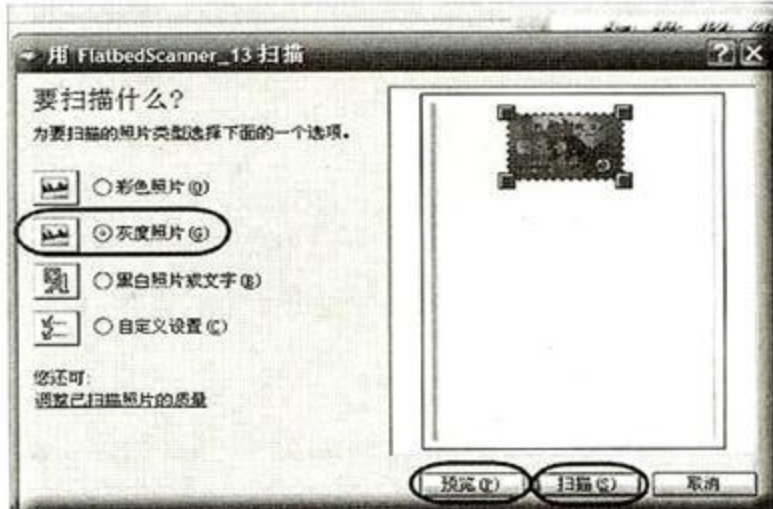 用 FlatbedScanner_13 扫描
要扫描什么?
为要扫描的照片类型选择下面的一个选项。
彩色照片(O)
灰度照片(G)
黑白照片或文字(B)
自定义设置(C)
您还可:
调整已扫描照片的质量
预览(P)
扫描(S)
取消